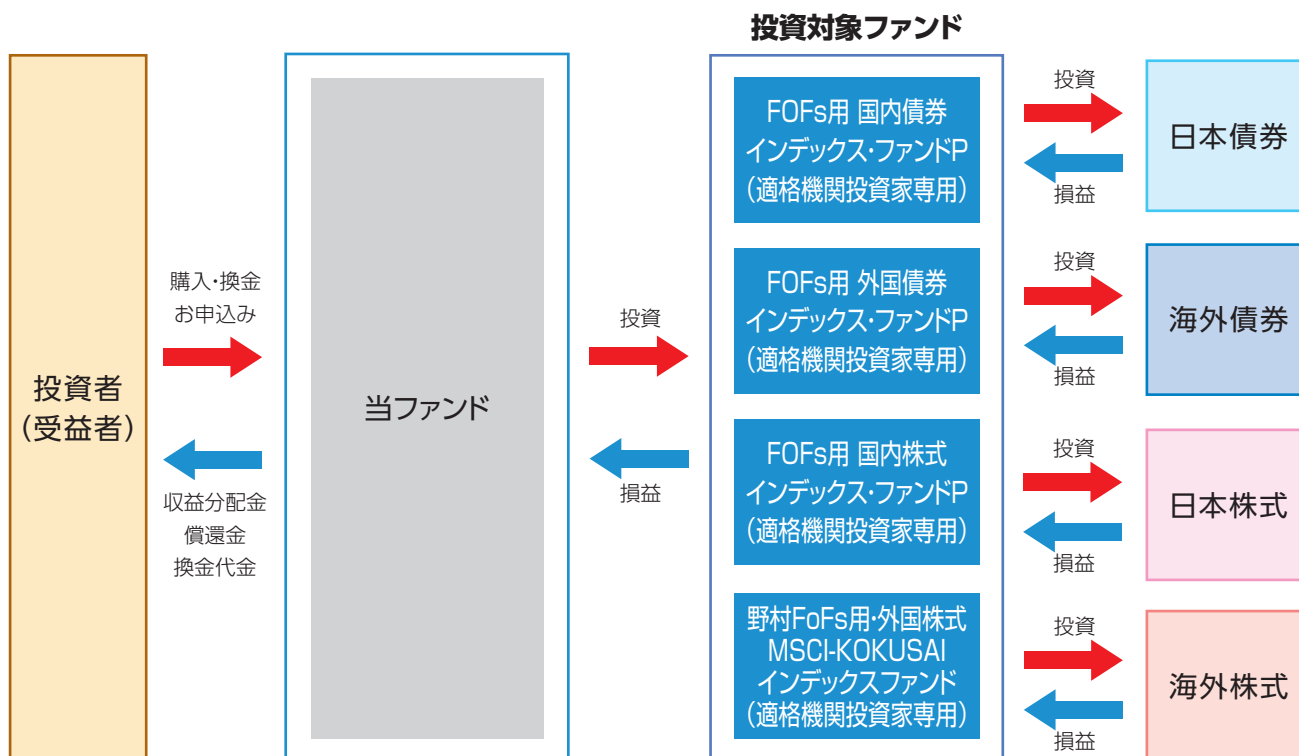 投資対象ファンド
投資者
（受益者）
購入・換金
お申込み
収益分配金
償還金
換金代金
当ファンド
投資
損益
FOFs用 国内債券
インデックス・ファンドP
（適格機関投資家専用）
投資
損益
日本債券
FOFs用 外国債券
インデックス・ファンドP
（適格機関投資家専用）
投資
損益
海外債券
FOFs用 国内株式
インデックス・ファンドP
（適格機関投資家専用）
投資
損益
日本株式
野村FoFs用・外国株式
MSCI-KOKUSAI
インデックスファンド
（適格機関投資家専用）
投資
損益
海外株式